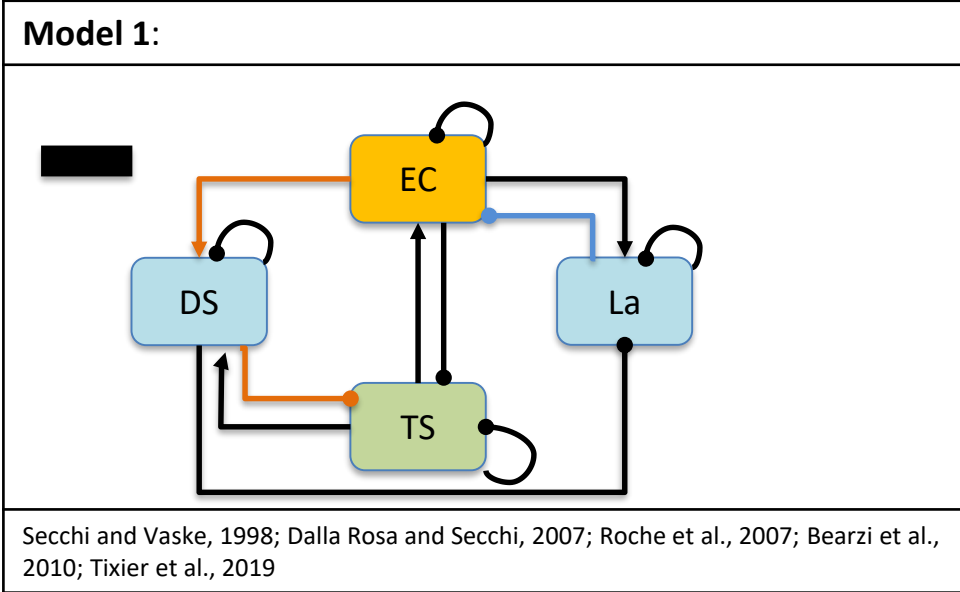 Model 1:
EC
DS
La
TS
Secchi and Vaske, 1998; Dalla Rosa and Secchi, 2007; Roche et al., 2007; Bearzi et al.,
2010; Tixier et al., 2019